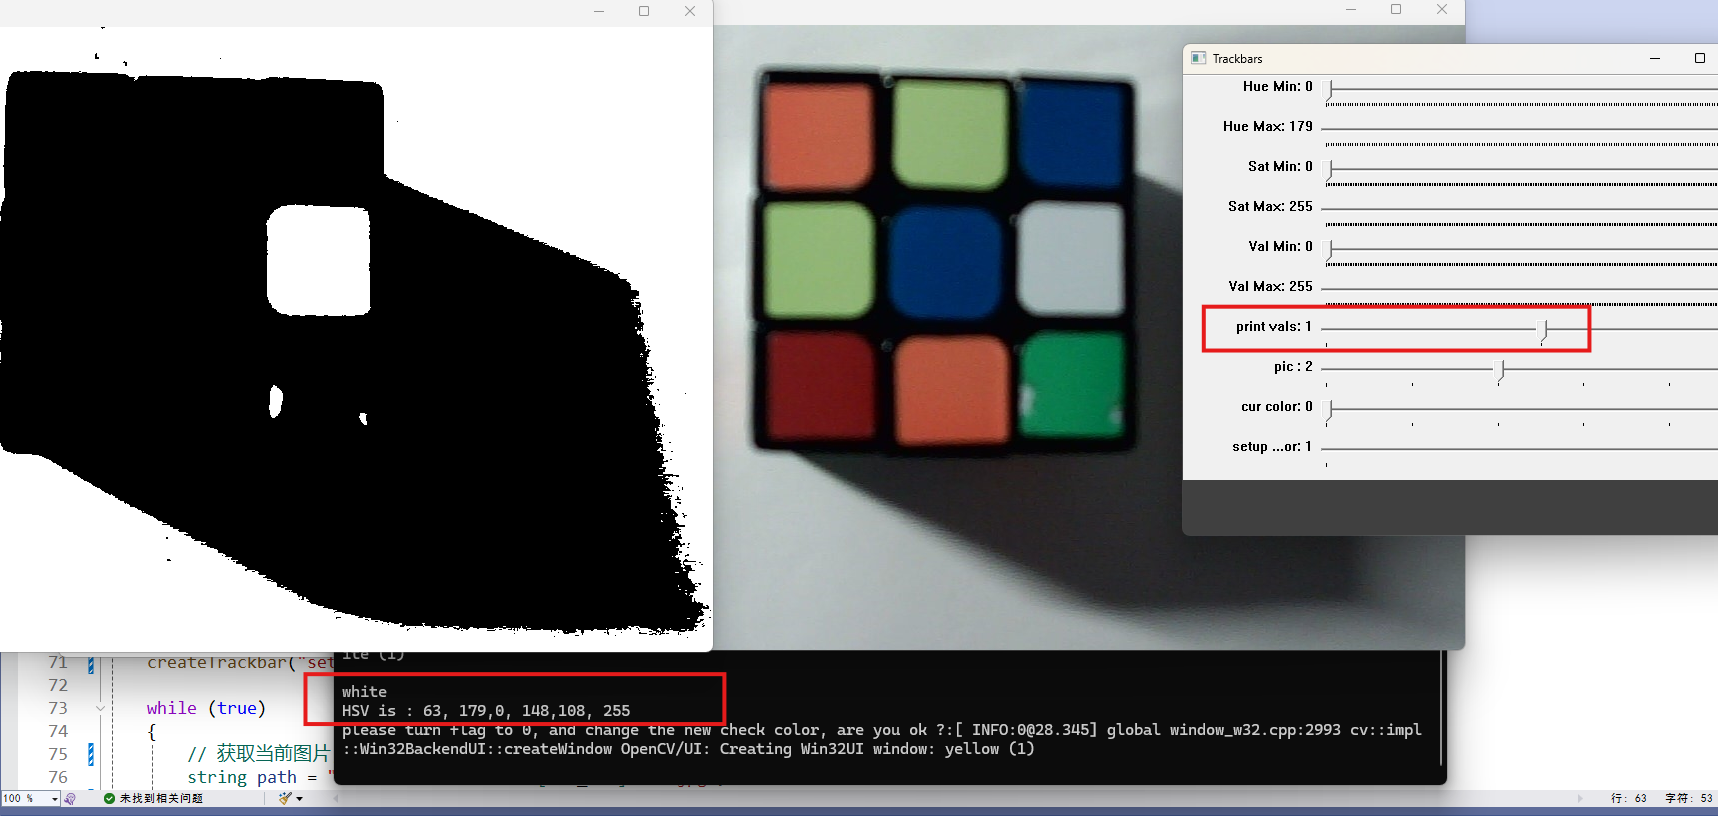 Trackbars
Hue Min: 0
Hue Max: 179
Sat Min: 0
Sat Max: 255
Val Min: 0
Val Max: 255
print vals: 1
pic : 2
cur color: 0
setup ...or: 1
ite (1)
white
HSV is : 63, 179,0, 148,108, 255
please turn flag to 0, and change the new check color, are you ok ?:[ INFO:0@28.345] global window_w32.cpp:2993 cv::impl
::Win32BackendUI::createWindow OpenCV/UI: Creating Win32UI window: yellow (1)
71 createTrackbar("set
72
73 while (true)
74 {
75 // 获取当前图片
76 string path = "
100 %
未找到相关问题
行: 63 字符: 53